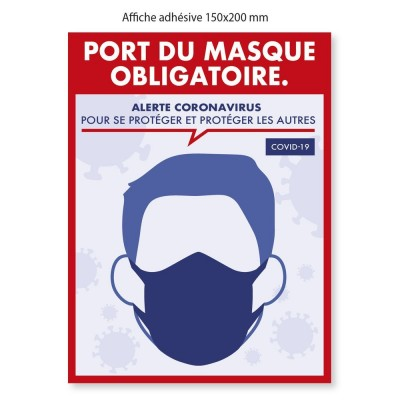 Affiche adhésive 150x200 mm
PORT DU MASQUE
OBLIGATOIRE.
ALERTE CORONAVIRUS
POUR SE PROTÉGER ET PROTÉGER LES AUTRES
COVID-19